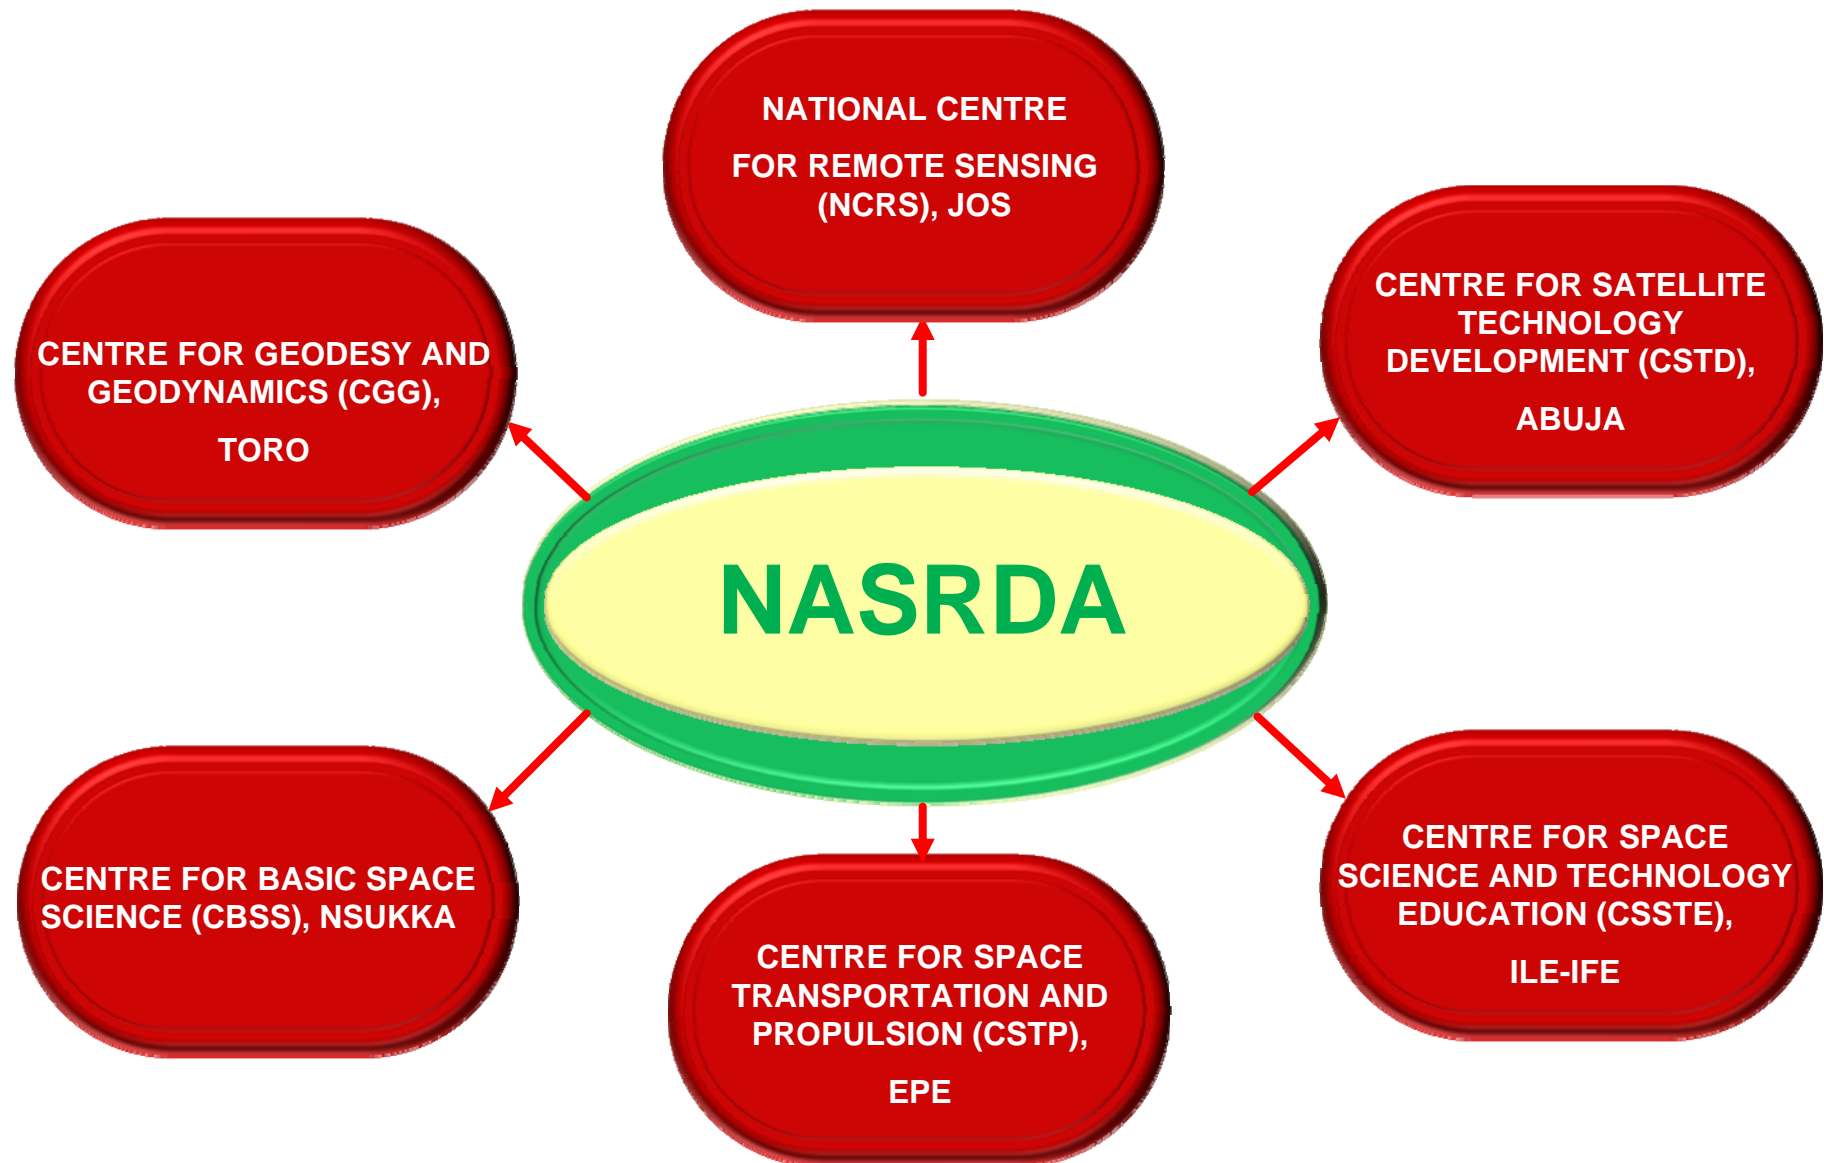 NATIONAL CENTRE
FOR REMOTE SENSING
(NCRS), JOS
CENTRE FOR SATELLITE
TECHNOLOGY
DEVELOPMENT (CSTD),
ABUJA
CENTRE FOR GEODESY AND
GEODYNAMICS (CGG),
TORO
NASRDA
CENTRE FOR SPACE
SCIENCE AND TECHNOLOGY
EDUCATION (CSSTE),
ILE-IFE
CENTRE FOR BASIC SPACE
SCIENCE (CBSS), NSUKKA
CENTRE FOR SPACE
TRANSPORTATION AND
PROPULSION (CSTP),
EPE